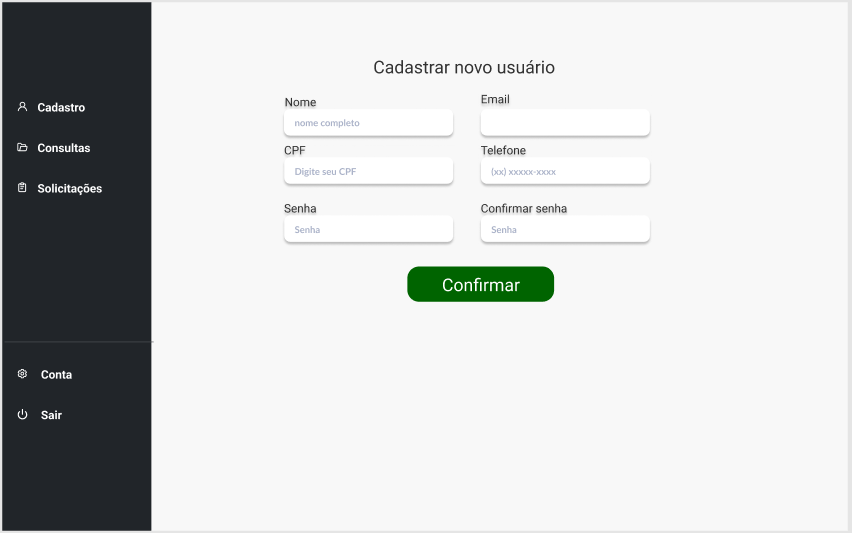 Cadastro
Consultas
Solicitações
Conta
Sair
Cadastrar novo usuário
Nome
nome completo
Email
CPF
Digite seu CPF
Telefone
(xx) xxxxx-xxxx
Senha
Senha
Confirmar senha
Senha
Confirmar